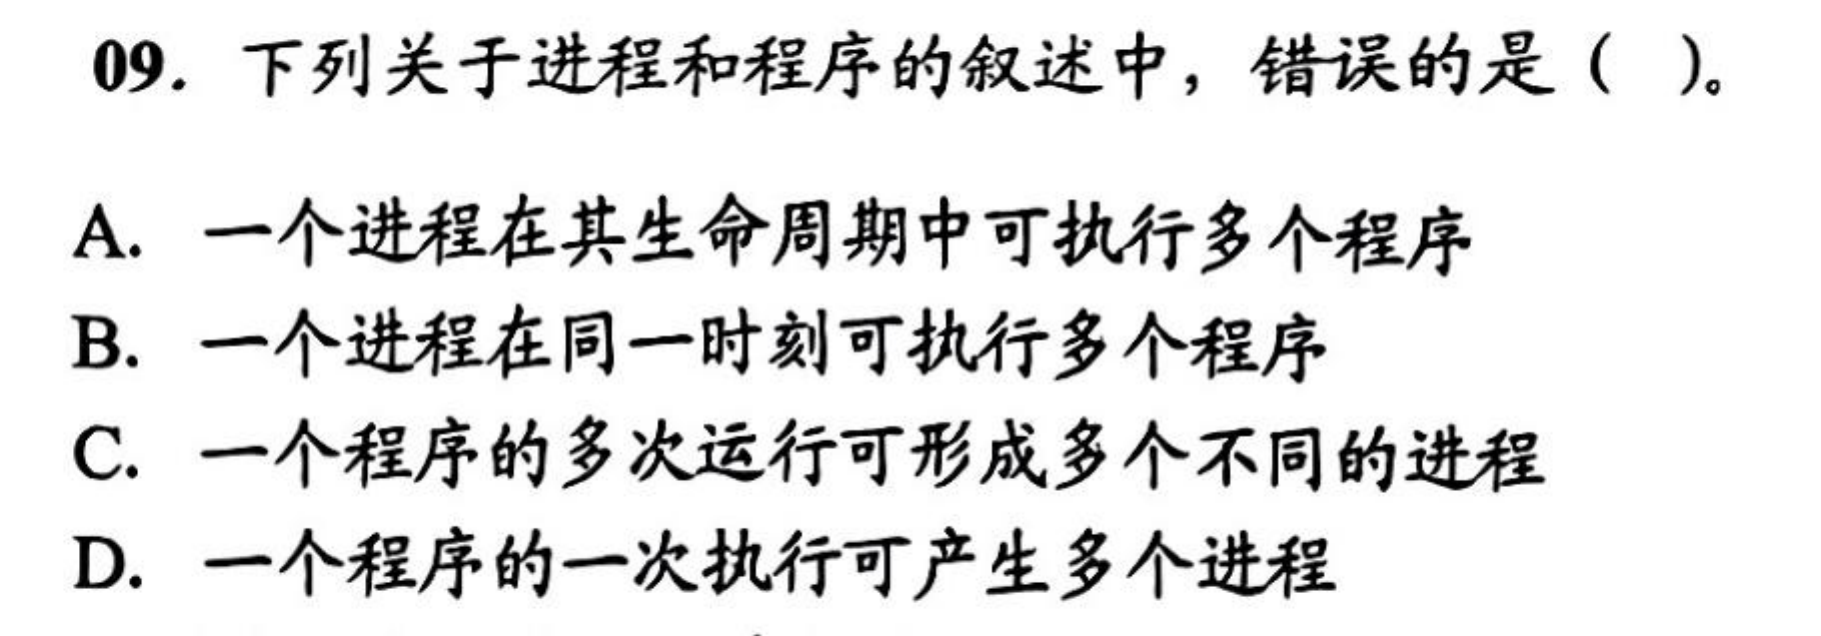 09. 下列关于进程和程序的叙述中，错误的是（ ）。
A. 一个进程在其生命周期中可执行多个程序
B. 一个进程在同一时刻可执行多个程序
C. 一个程序的多次运行可形成多个不同的进程
D. 一个程序的一次执行可产生多个进程